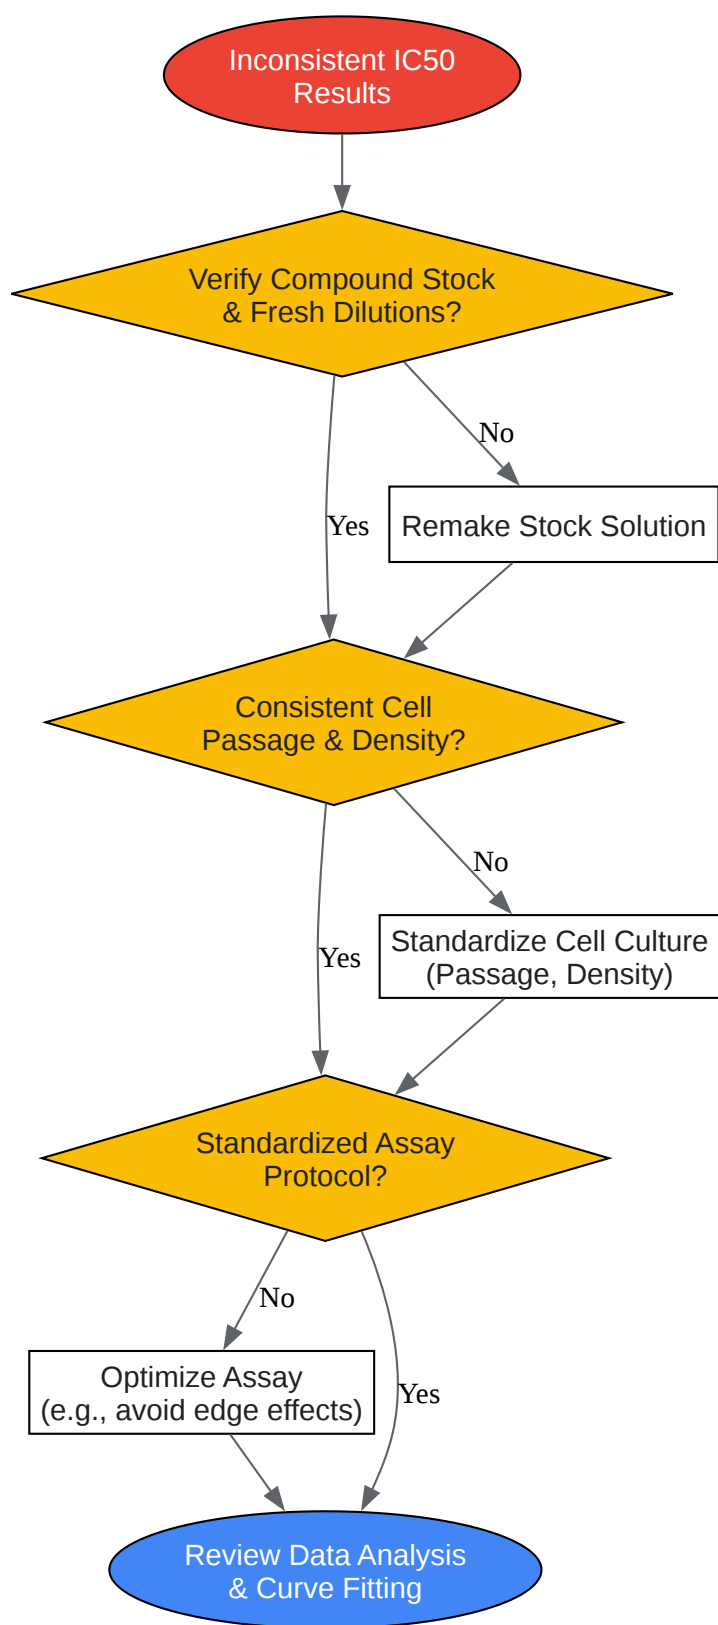 Inconsistent IC50
Results
Verify Compound Stock
& Fresh Dilutions?
No
Yes
Remake Stock Solution
Consistent Cell
Passage & Density?
No
Standardize Cell Culture
(Passage, Density)
Yes
Standardized Assay
Protocol?
No
Optimize Assay
(e.g., avoid edge effects)
Yes
Review Data Analysis
& Curve Fitting